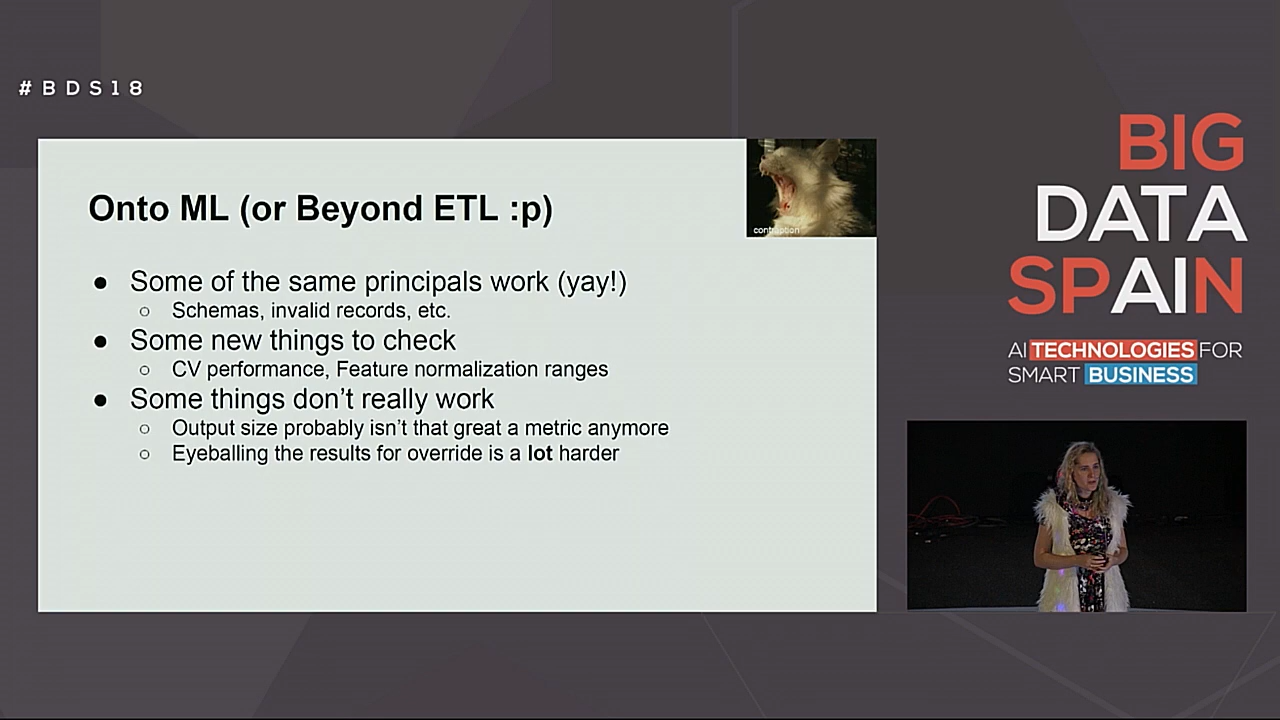 #BDS18
Onto ML (or Beyond ETL :p)
contraption
● Some of the same principals work (yay!)
○ Schemas, invalid records, etc.
● Some new things to check
○ CV performance, Feature normalization ranges
● Some things don't really work
○ Output size probably isn't that great a metric anymore
○ Eyeballing the results for override is a lot harder
BIG
DATA
SPAIN
AI TECHNOLOGIES FOR
SMART BUSINESS